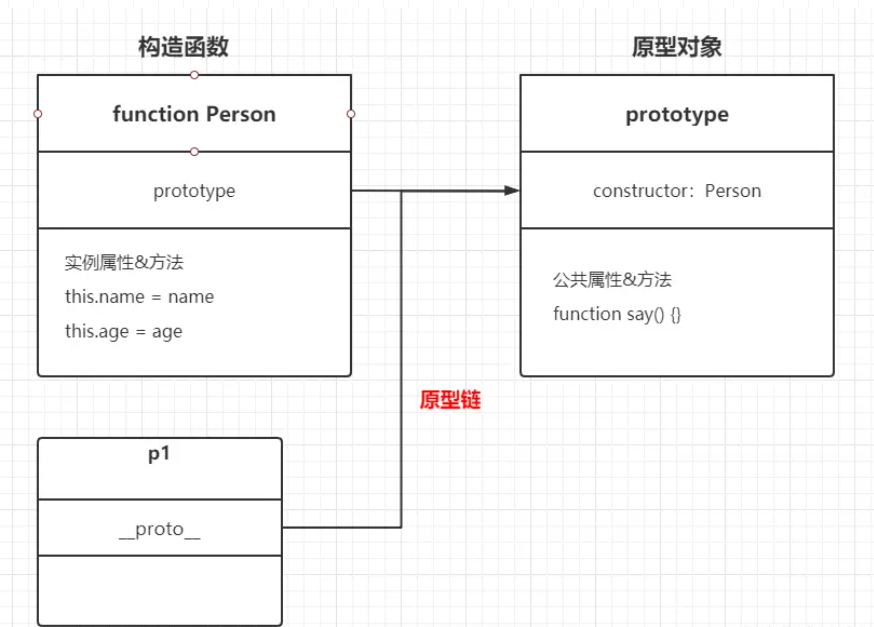 构造函数
原型对象
function Person
prototype
prototype
constructor：Person
实例属性&方法
this.name = name
this.age = age
公共属性&方法
function say() {}
原型链
p1
__proto__